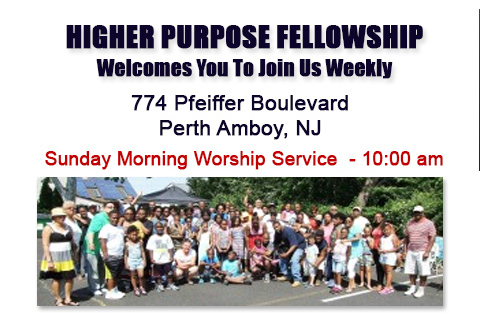 HIGHER PURPOSE FELLOWSHIP
Welcomes You To Join Us Weekly
774 Pfeiffer Boulevard
Perth Amboy, NJ
Sunday Morning Worship Service - 10:00 am